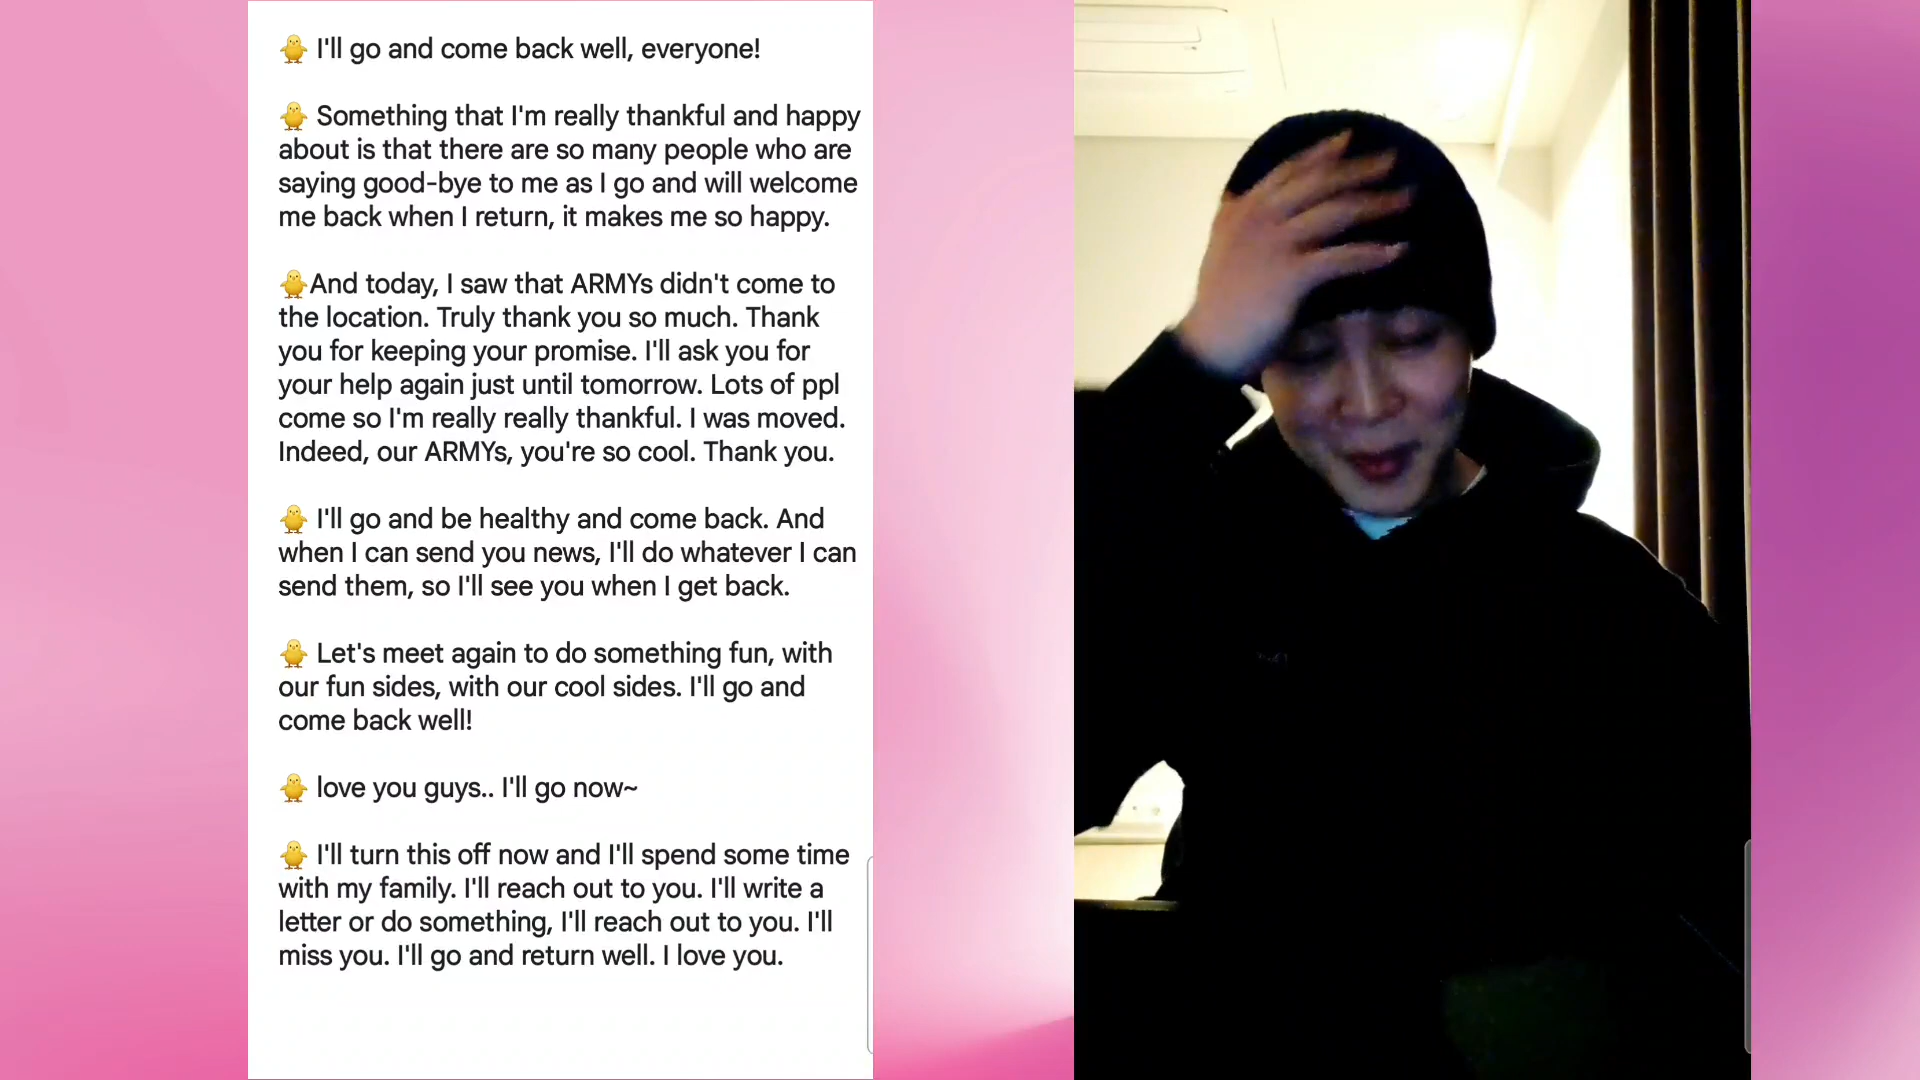 🐥 I'll go and come back well, everyone!
🐥 Something that I'm really thankful and happy
about is that there are so many people who are
saying good-bye to me as I go and will welcome
me back when I return, it makes me so happy.
🐥And today, I saw that ARMYs didn't come to
the location. Truly thank you so much. Thank
you for keeping your promise. I'll ask you for
your help again just until tomorrow. Lots of ppl
come so I'm really really thankful. I was moved.
Indeed, our ARMYs, you're so cool. Thank you.
🐥 I'll go and be healthy and come back. And
when I can send you news, I'll do whatever I can
send them, so I'll see you when I get back.
🐥 Let's meet again to do something fun, with
our fun sides, with our cool sides. I'll go and
come back well!
🐥 love you guys.. I'll go now~
🐥 I'll turn this off now and I'll spend some time
with my family. I'll reach out to you. I'll write a
letter or do something, I'll reach out to you. I'll
miss you. I'll go and return well. I love you.